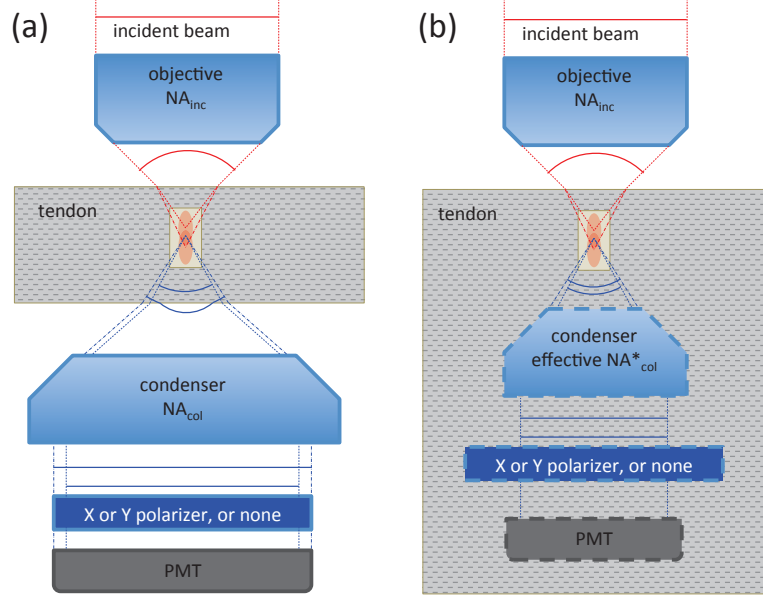 (a)
incident beam
objective
NAinc
tendon
condenser
NAcol
X or Y polarizer, or none
PMT
(b)
incident beam
objective
NAinc
tendon
condenser
effective NA*col
X or Y polarizer, or none
PMT